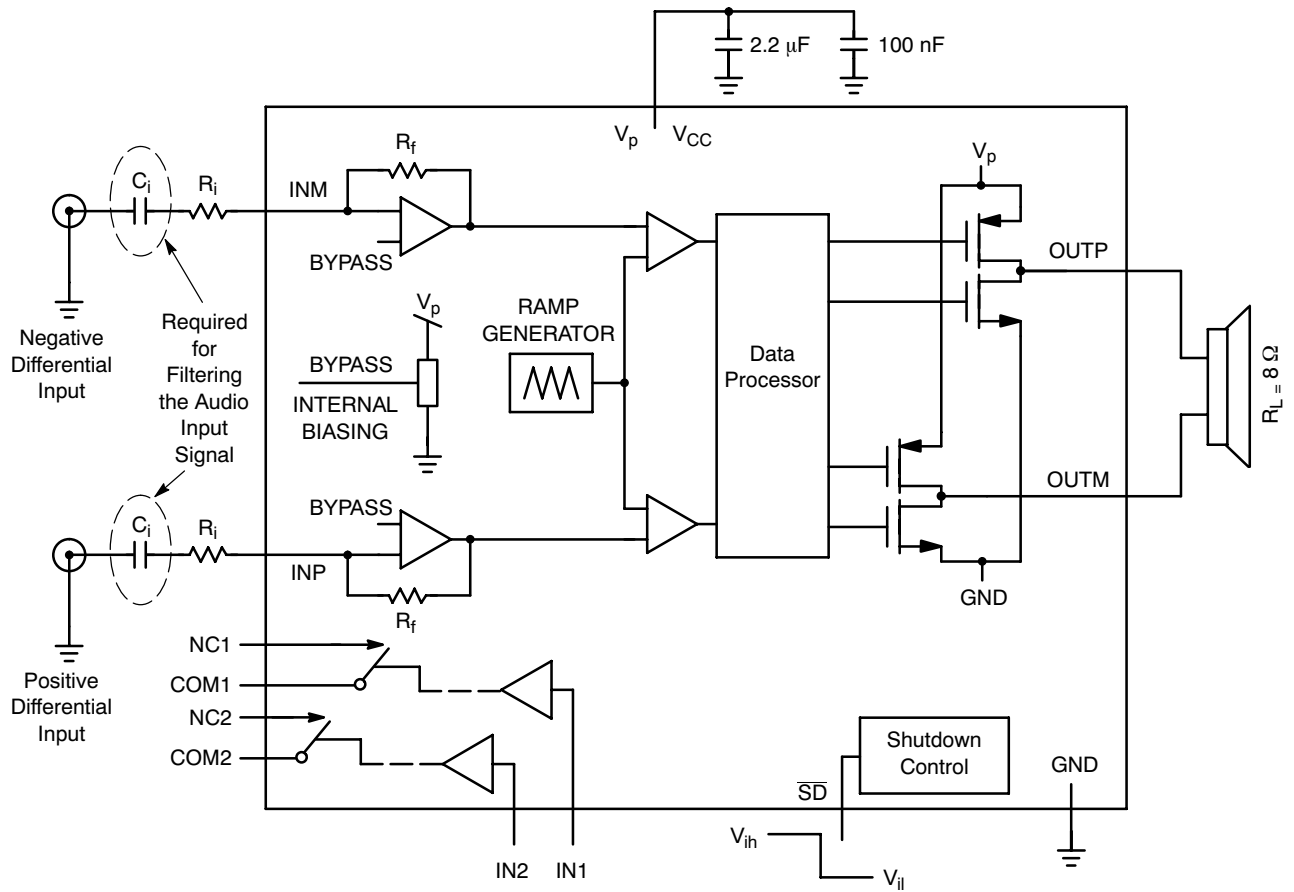 2.2 μF
100 nF
Vp
VCC
Rf
Vp
Ci
Ri
INM
OUTP
BYPASS
Negative
Differential
Input
Required
for
Filtering
the Audio
Input
Signal
Vp
BYPASS
INTERNAL
BIASING
RAMP
GENERATOR
Data
Processor
RL = 8 Ω
OUTM
BYPASS
Ci
Ri
INP
Rf
GND
Positive
Differential
Input
NC1
COM1
NC2
COM2
Shutdown
Control
GND
SD
Vih
Vil
IN2
IN1